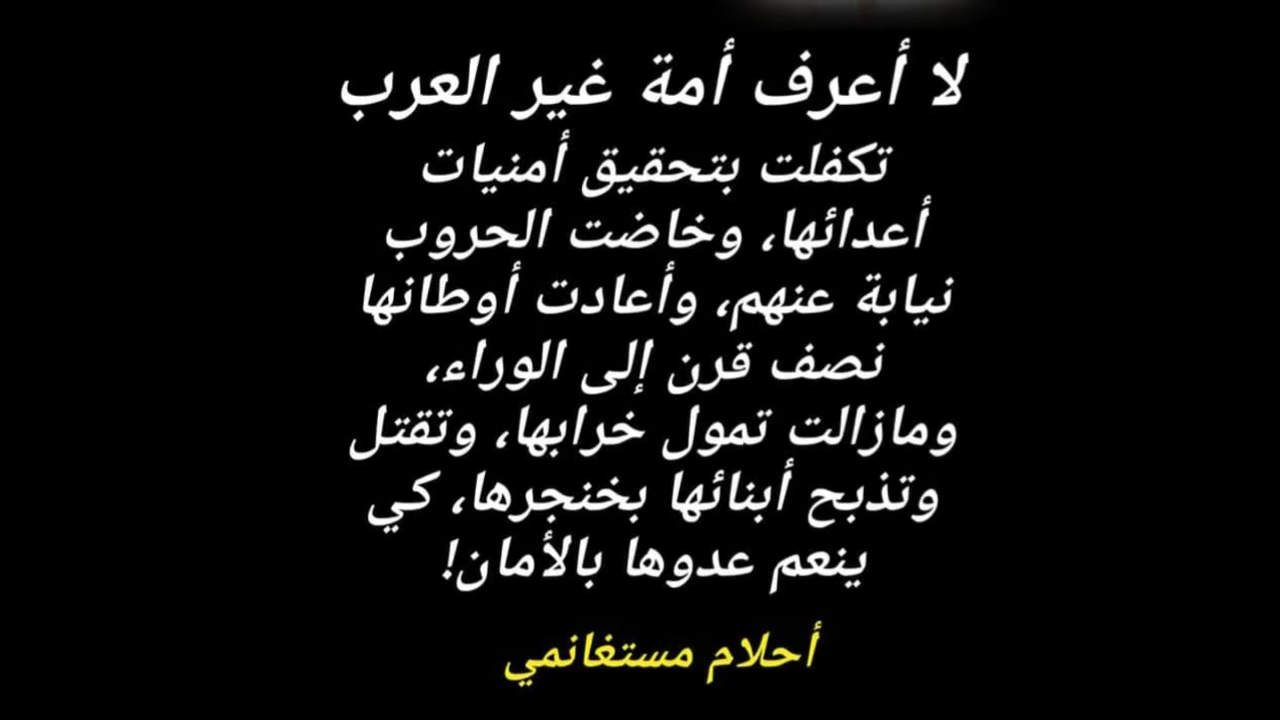 لا أعرف أمة غير العرب
تكفلت بتحقيق أمنيات
أعدائها، وخاضت الحروب
نيابة عنهم، وأعادت أوطانها
نصف قرن إلى الوراء،
ومازالت تمول خرابها، وتقتل
وتذبح أبنائها بخنجرها، كي
ينعم عدوها بالأمان!
أحلام مستغانمي